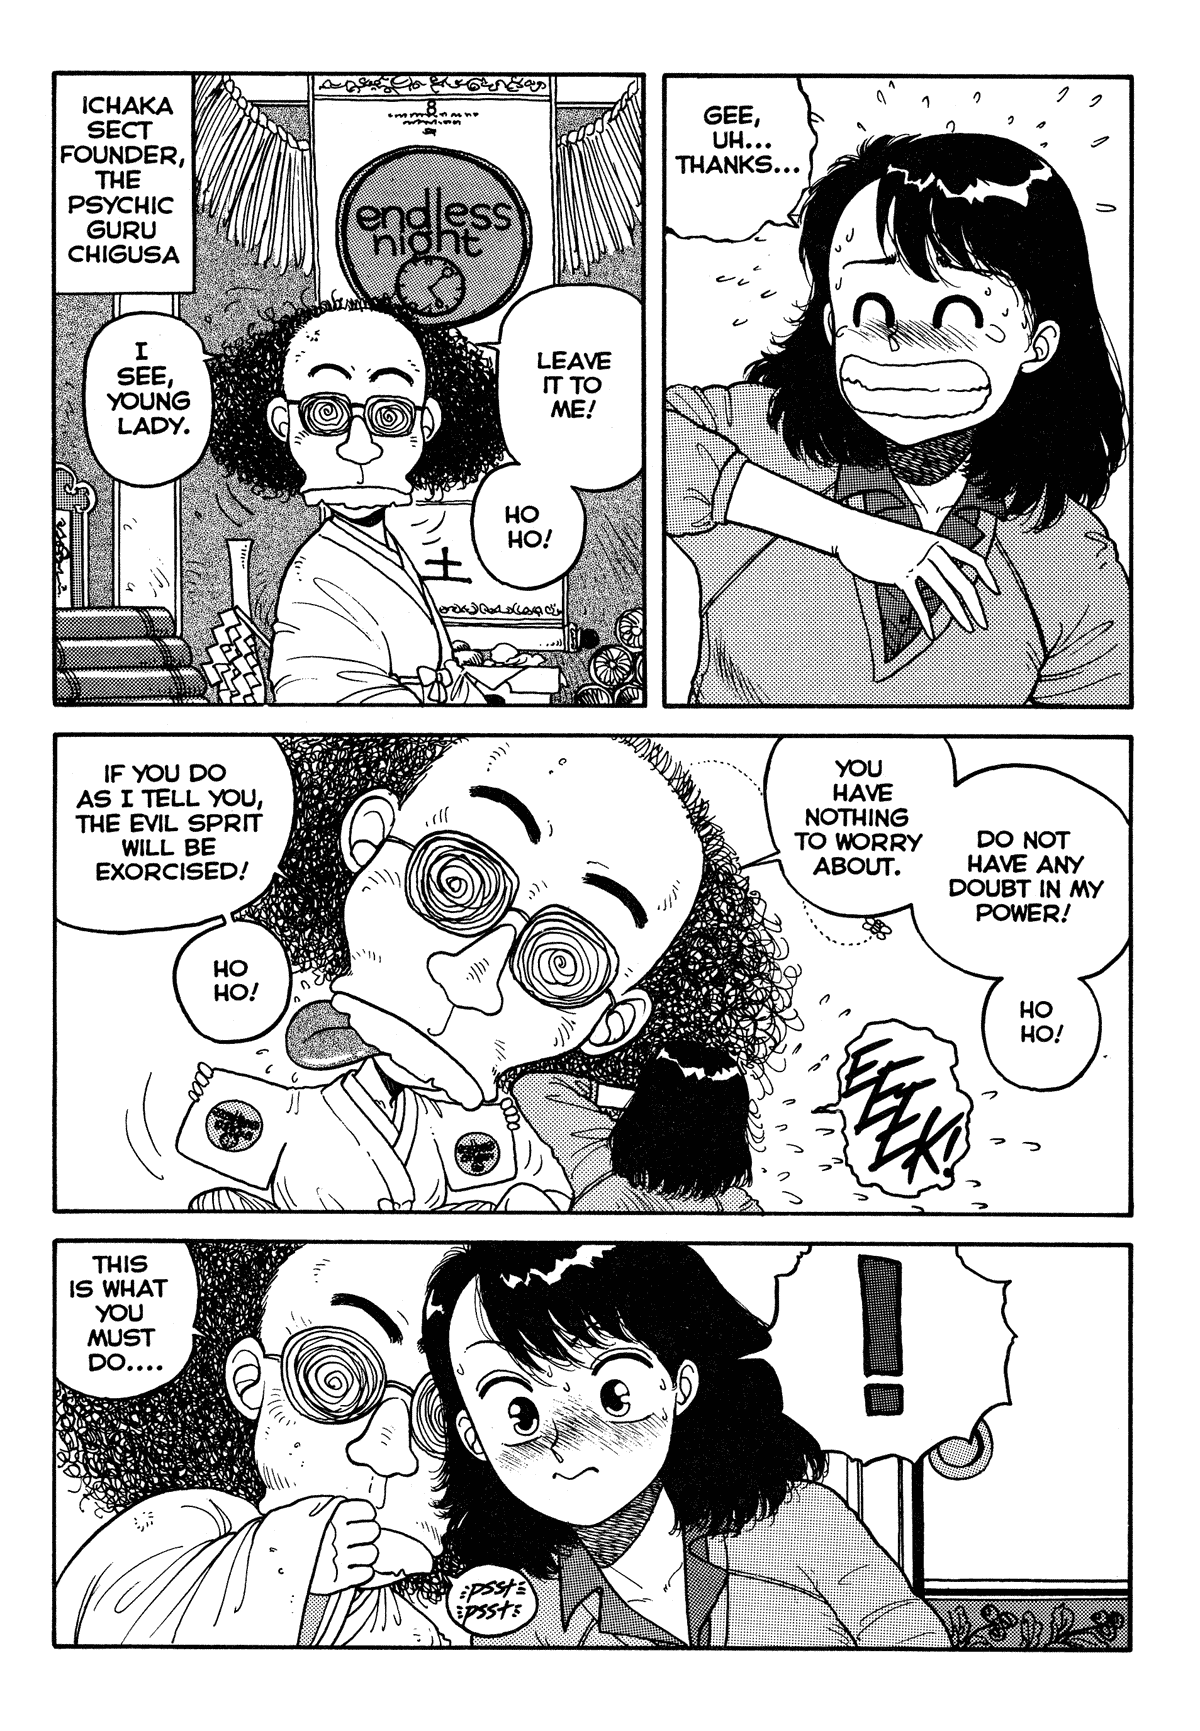 ICHAKA
SECT
FOUNDER,
THE
PSYCHIC
GURU
CHIGUSA
8
endless
night
I
SEE,
YOUNG
LADY.
LEAVE
IT TO
ME!
HO
HO!
土
GEE,
UH...
THANKS...
IF YOU DO
AS I TELL YOU,
THE EVIL SPRIT
WILL BE
EXORCISED!
HO
HO!
YOU
HAVE
NOTHING
TO WORRY
ABOUT.
DO NOT
HAVE ANY
DOUBT IN MY
POWER!
HO
HO!
EEEEEK!
THIS
IS WHAT
YOU
MUST
DO....
psst
psst
!